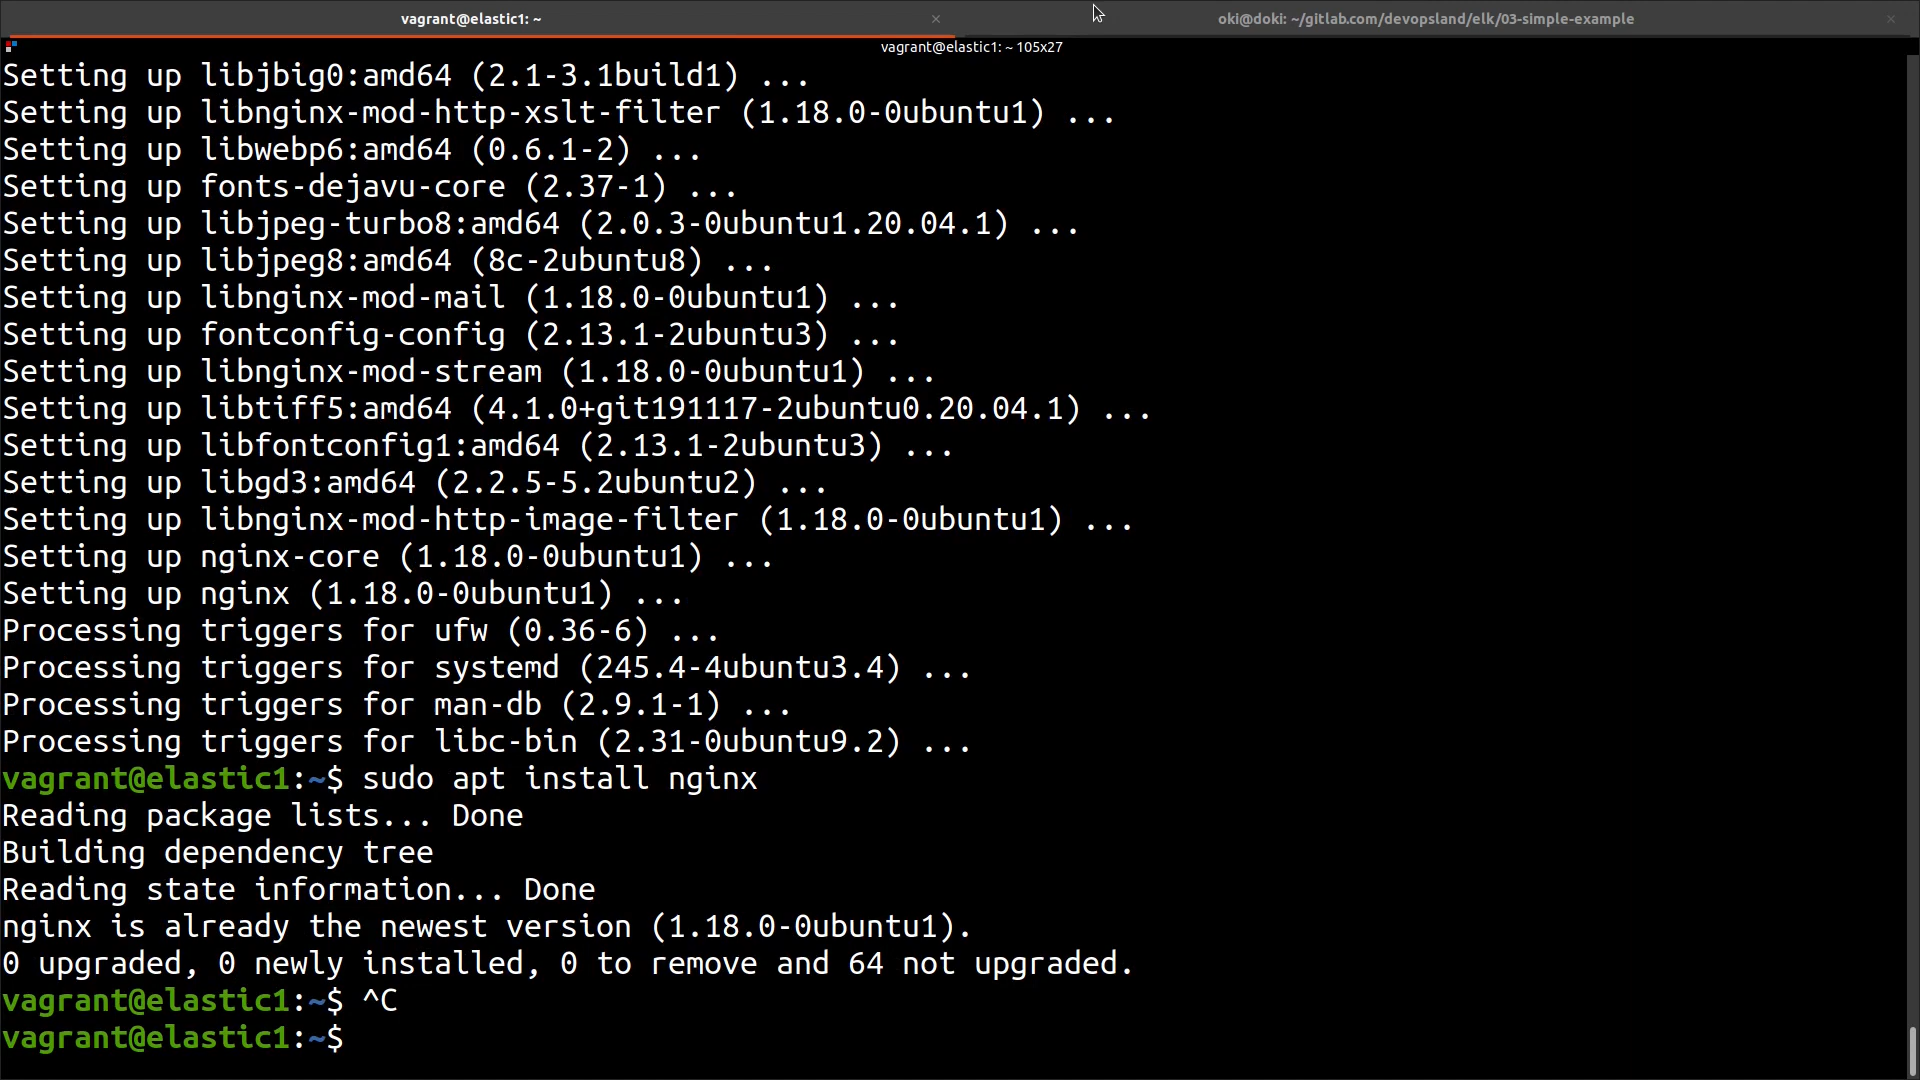 vagrant@elastic1: ~
oki@doki: ~/gitlab.com/devopsland/elk/03-simple-example
vagrant@elastic1: ~ 105x27
Setting up libjbig0:amd64 (2.1-3.1build1) ...
Setting up libnginx-mod-http-xslt-filter (1.18.0-0ubuntu1) ...
Setting up libwebp6:amd64 (0.6.1-2) ...
Setting up fonts-dejavu-core (2.37-1) ...
Setting up libjpeg-turbo8:amd64 (2.0.3-0ubuntu1.20.04.1) ...
Setting up libjpeg8:amd64 (8c-2ubuntu8) ...
Setting up libnginx-mod-mail (1.18.0-0ubuntu1) ...
Setting up fontconfig-config (2.13.1-2ubuntu3) ...
Setting up libnginx-mod-stream (1.18.0-0ubuntu1) ...
Setting up libtiff5:amd64 (4.1.0+git191117-2ubuntu0.20.04.1) ...
Setting up libfontconfig1:amd64 (2.13.1-2ubuntu3) ...
Setting up libgd3:amd64 (2.2.5-5.2ubuntu2) ...
Setting up libnginx-mod-http-image-filter (1.18.0-0ubuntu1) ...
Setting up nginx-core (1.18.0-0ubuntu1) ...
Setting up nginx (1.18.0-0ubuntu1) ...
Processing triggers for ufw (0.36-6) ...
Processing triggers for systemd (245.4-4ubuntu3.4) ...
Processing triggers for man-db (2.9.1-1) ...
Processing triggers for libc-bin (2.31-0ubuntu9.2) ...
vagrant@elastic1:~$ sudo apt install nginx
Reading package lists... Done
Building dependency tree
Reading state information... Done
nginx is already the newest version (1.18.0-0ubuntu1).
0 upgraded, 0 newly installed, 0 to remove and 64 not upgraded.
vagrant@elastic1:~$ ^C
vagrant@elastic1:~$